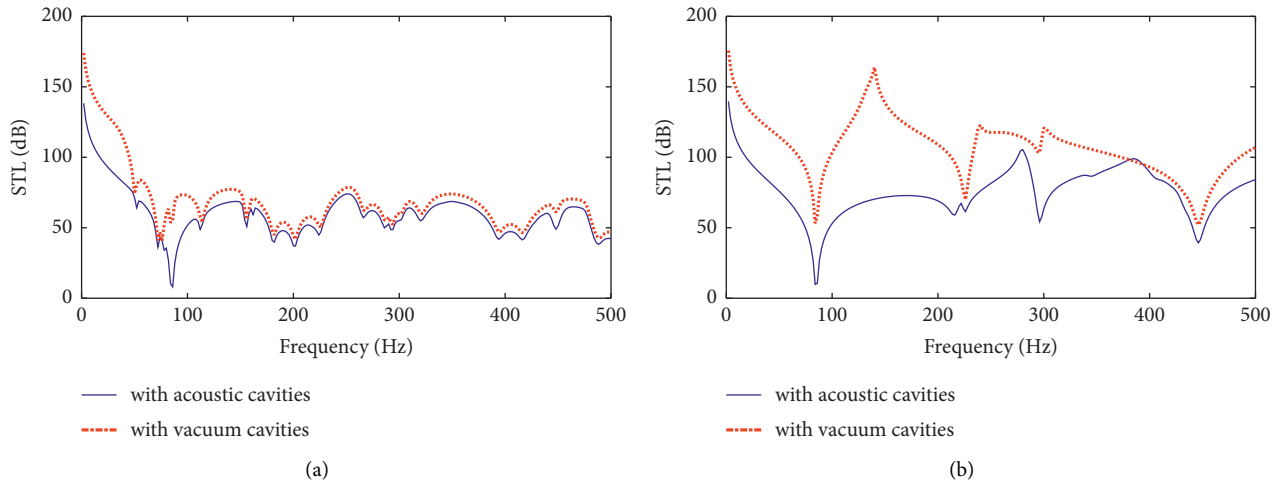 200
150
100
50
0
STL (dB)
0
100
200
300
400
500
Frequency (Hz)
with acoustic cavities
with vacuum cavities
(a)
200
150
100
50
0
STL (dB)
0
100
200
300
400
500
Frequency (Hz)
with acoustic cavities
with vacuum cavities
(b)